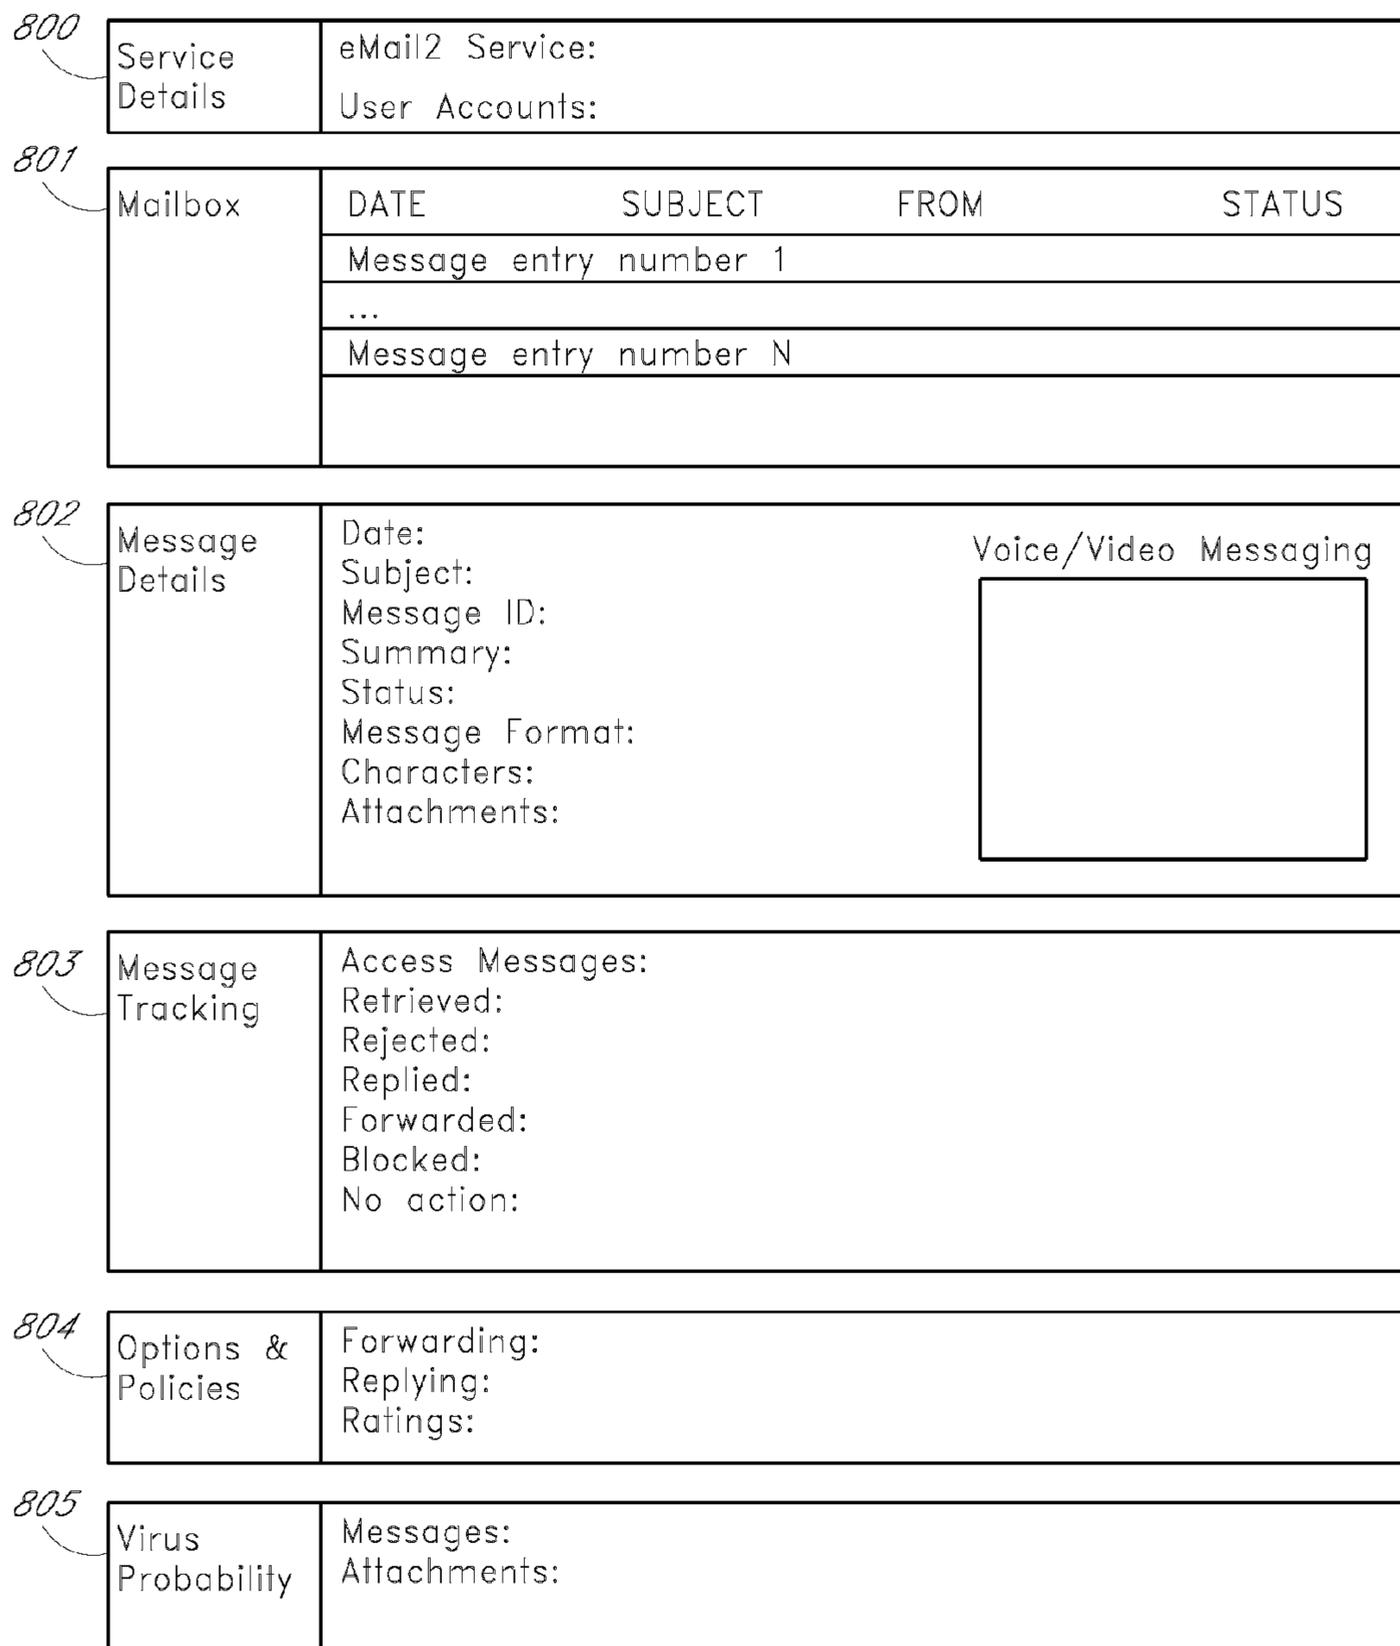 800
Service
Details
eMail2 Service:
User Accounts:
801
Mailbox
DATE SUBJECT FROM STATUS
Message entry number 1
...
Message entry number N
802
Message
Details
Date:
Subject:
Message ID:
Summary:
Status:
Message Format:
Characters:
Attachments:
Voice/Video Messaging
803
Message
Tracking
Access Messages:
Retrieved:
Rejected:
Replied:
Forwarded:
Blocked:
No action:
804
Options &
Policies
Forwarding:
Replying:
Ratings:
805
Virus
Probability
Messages:
Attachments: